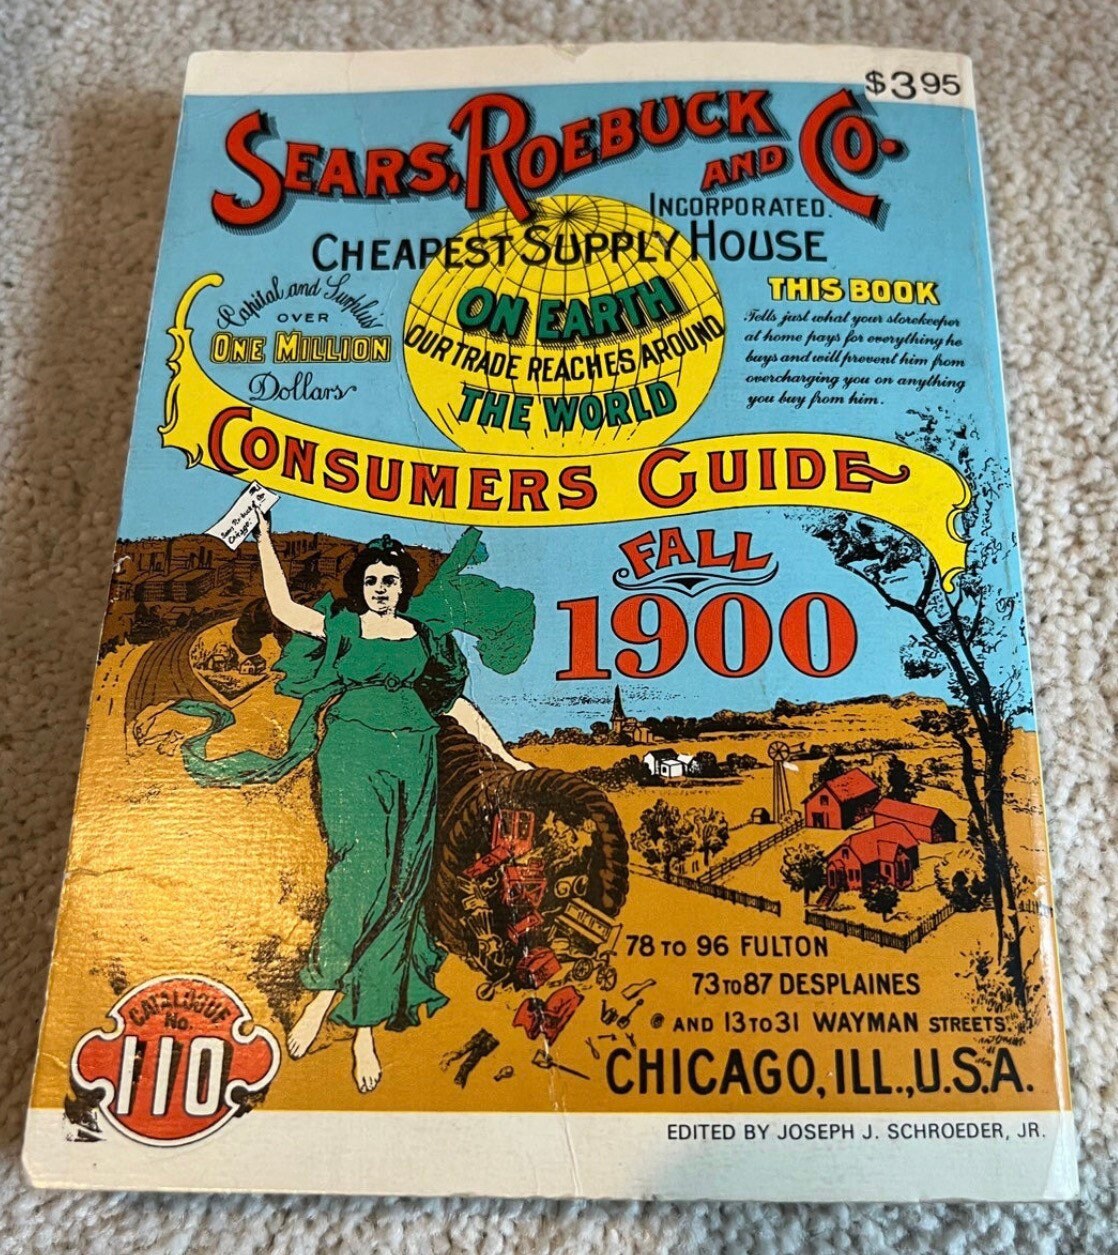 $3.95
SEARS, ROEBUCK AND CO.
INCORPORATED.
CHEAPEST SUPPLY HOUSE
ON EARTH
OUR TRADE REACHES AROUND
THE WORLD
Capital and Surplus
OVER
ONE MILLION
Dollars
THIS BOOK
Tells just what your storekeeper
at home pays for everything he
buys and will prevent him from
overcharging you on anything
you buy from him.
CONSUMERS GUIDE
FALL
1900
Sears Roebuck
Chicago
78 TO 96 FULTON
73 TO 87 DESPLAINES
AND 13 TO 31 WAYMAN STREETS.
CHICAGO, ILL., U.S.A.
CATALOGUE
No.
110
EDITED BY JOSEPH J. SCHROEDER, JR.